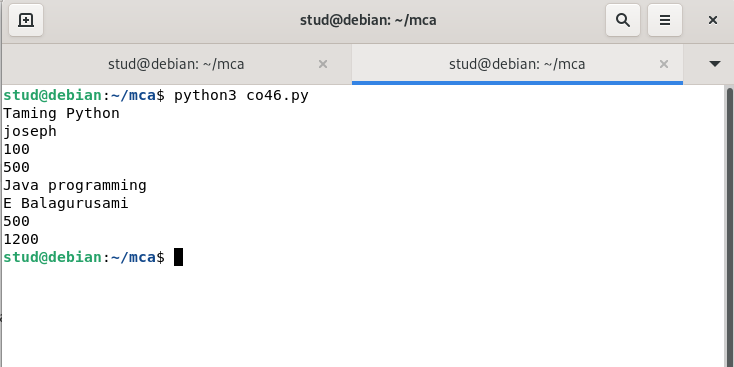 stud@debian: ~/mca
stud@debian: ~/mca
stud@debian: ~/mca
stud@debian:~/mca$ python3 co46.py
Taming Python
joseph
100
500
Java programming
E Balagurusami
500
1200
stud@debian:~/mca$